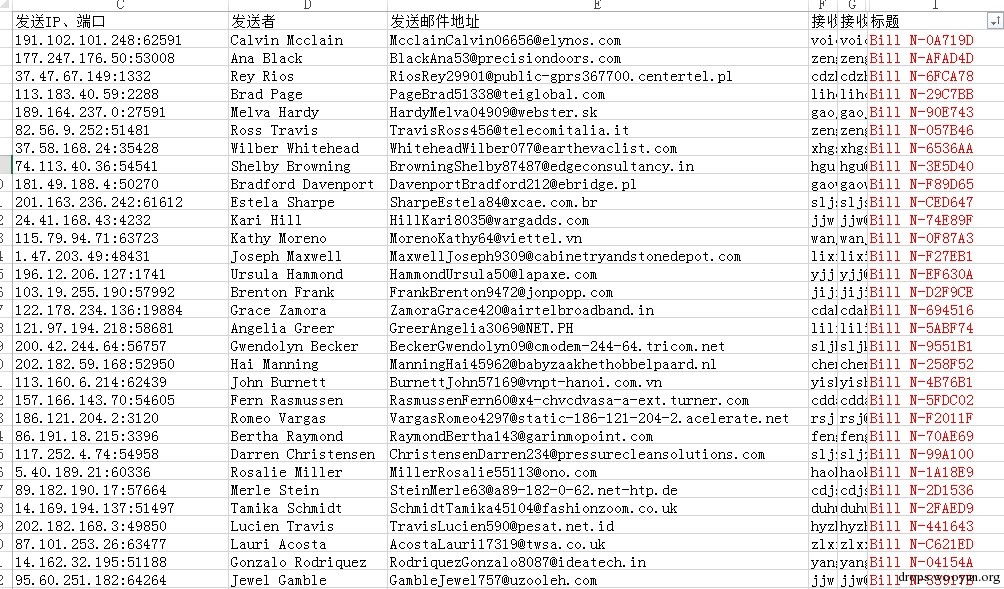 C D E F G I
发送IP、端口 发送者 发送邮件地址 接收 接收 标题
191.102.101.248:62591 Calvin Mcclain McclainCalvin06656@elynos.com voi voi Bill N-0A719D
177.247.176.50:53008 Ana Black BlackAna53@precisiondoors.com zen zen Bill N-AFAD4D
37.47.67.149:1332 Rey Rios RiosRey29901@public-gprs367700.centertel.pl cdz cdz Bill N-6FCA78
113.183.40.59:2288 Brad Page PageBrad51338@teiglobal.com lih lih Bill N-29C7BB
189.164.237.0:27591 Melva Hardy HardyMelva04909@webster.sk gao gao Bill N-90E743
82.56.9.252:51481 Ross Travis TravisRoss456@telecomitalia.it zen zen Bill N-057B46
37.58.168.24:35428 Wilber Whitehead WhiteheadWilber077@earthevaclist.com xhg xhg Bill N-6536AA
74.113.40.36:54541 Shelby Browning BrowningShelby87487@edgeconsultancy.in hgu hgu Bill N-3E5D40
181.49.188.4:50270 Bradford Davenport DavenportBradford212@ebridge.pl gao gao Bill N-F89D65
201.163.236.242:61612 Estela Sharpe SharpeEstela84@xcae.com.br slj slj Bill N-CED647
24.41.168.43:4232 Kari Hill HillKari8035@wargadds.com jjw jjw Bill N-74E89F
115.79.94.71:63723 Kathy Moreno MorenoKathy64@viettel.vn wan wan Bill N-0F87A3
1.47.203.49:48431 Joseph Maxwell MaxwellJoseph9309@cabinetryandstonedepot.com lix lix Bill N-F27EB1
196.12.206.127:1741 Ursula Hammond HammondUrsula50@lapaxe.com yjj yjj Bill N-EF630A
103.19.255.190:57992 Brenton Frank FrankBrenton9472@jonpopp.com jij jij Bill N-D2F9CE
122.178.234.136:19884 Grace Zamora ZamoraGrace420@airtelbroadband.in cda cda Bill N-694516
121.97.194.218:58681 Angelia Greer GreerAngelia3069@NET.PH lil lil Bill N-5ABF74
200.42.244.64:56757 Gwendolyn Becker BeckerGwendolyn09@cmodem-244-64.tricom.net slj slj Bill N-9551B1
202.182.59.168:52950 Hai Manning ManningHai45962@babyzaakhethobbelpaard.nl che che Bill N-258F52
113.160.6.214:62439 John Burnett BurnettJohn57169@vnpt-hanoi.com.vn yis yis Bill N-4B76B1
157.166.143.70:54605 Fern Rasmussen RasmussenFern60@x4-chvcdvasa-a-ext.turner.com cdd cdd Bill N-5FDC02
186.121.204.2:3120 Romeo Vargas VargasRomeo4297@static-186-121-204-2.acelerate.net rsj rsj Bill N-F2011F
86.191.18.215:3396 Bertha Raymond RaymondBertha143@garinmopoint.com fen fen Bill N-70AE69
117.252.4.74:54958 Darren Christensen ChristensenDarren234@pressurecleansolutions.com slj slj Bill N-99A100
5.40.189.21:60336 Rosalie Miller MillerRosalie55113@ono.com hao hao Bill N-1A18E9
89.182.190.17:57664 Merle Stein SteinMerle63@a89-182-0-62.net-htp.de cdj cdj Bill N-2D1536
14.169.194.137:51497 Tamika Schmidt SchmidtTamika45104@fashionzoom.co.uk duh duh Bill N-2FAED9
202.182.168.3:49850 Lucien Travis TravisLucien590@pesat.net.id hyz hyz Bill N-441643
87.101.253.26:63477 Lauri Acosta AcostaLauri17319@twsa.co.uk zlx zlx Bill N-C621ED
14.162.32.195:51188 Gonzalo Rodriquez RodriquezGonzalo8087@ideatech.in yan yan Bill N-04154A
95.60.251.182:64264 Jewel Gamble GambleJewel757@uzooleh.com jjw jjw Bill
drops.wooyun.org